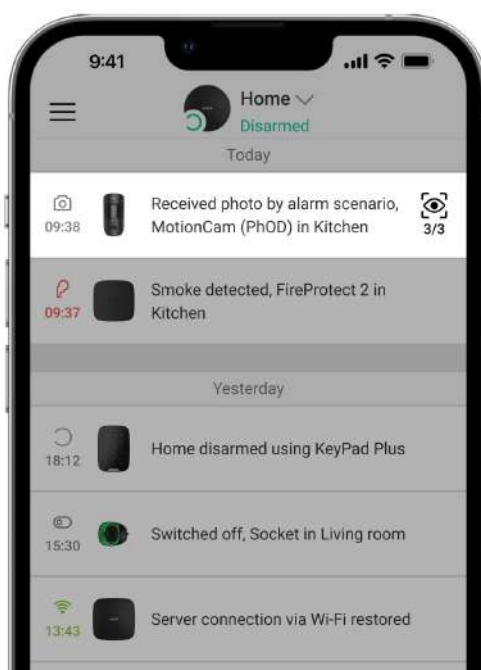 9:41
Home
Disarmed
Today
Received photo by alarm scenario,
MotionCam (PhOD) in Kitchen
09:38
3/3
Smoke detected, FireProtect 2 in
Kitchen
09:37
Yesterday
Home disarmed using KeyPad Plus
18:12
Switched off, Socket in Living room
15:30
Server connection via Wi-Fi restored
13:43